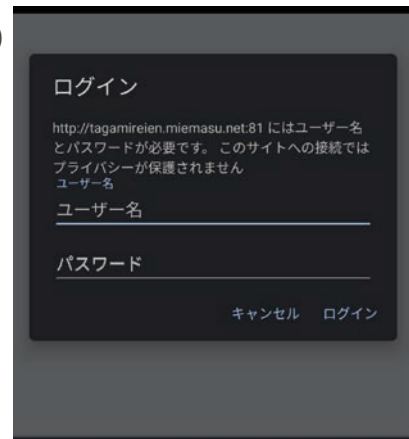 )
ログイン
http://tagamireien.miemasu.net:81 にはユーザー名
とパスワードが必要です。 このサイトへの接続では
プライバシーが保護されません
ユーザー名
ユーザー名
パスワード
キャンセル ログイン